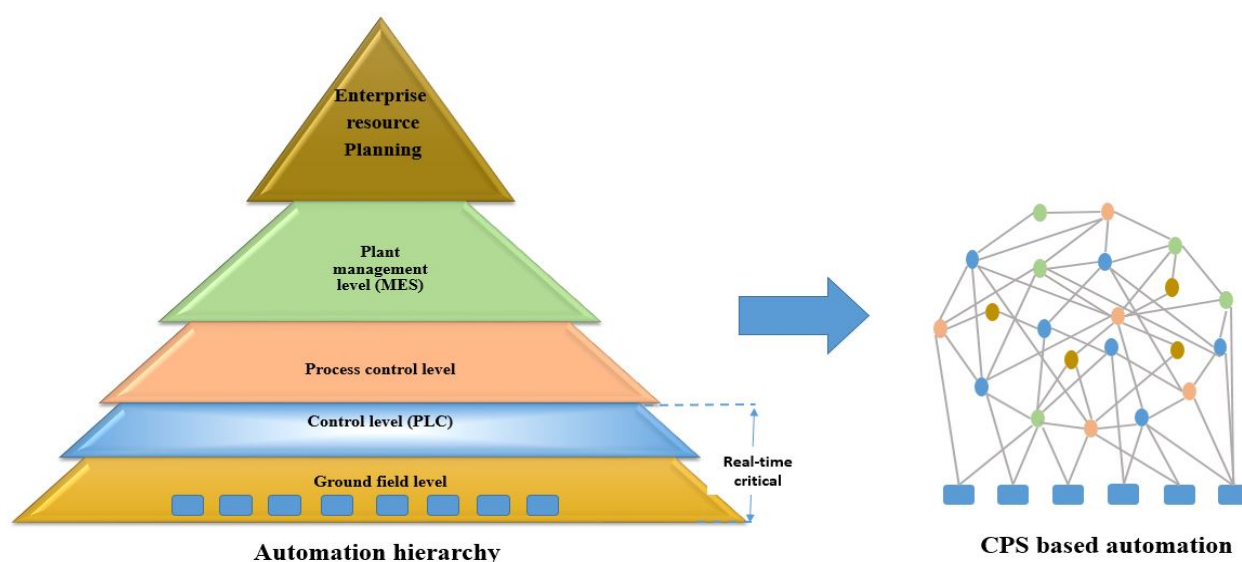 Enterprise
resource
Planning
Plant
management
level (MES)
Process control level
Control level (PLC)
Real-time
critical
Ground field level
Automation hierarchy
CPS based automation